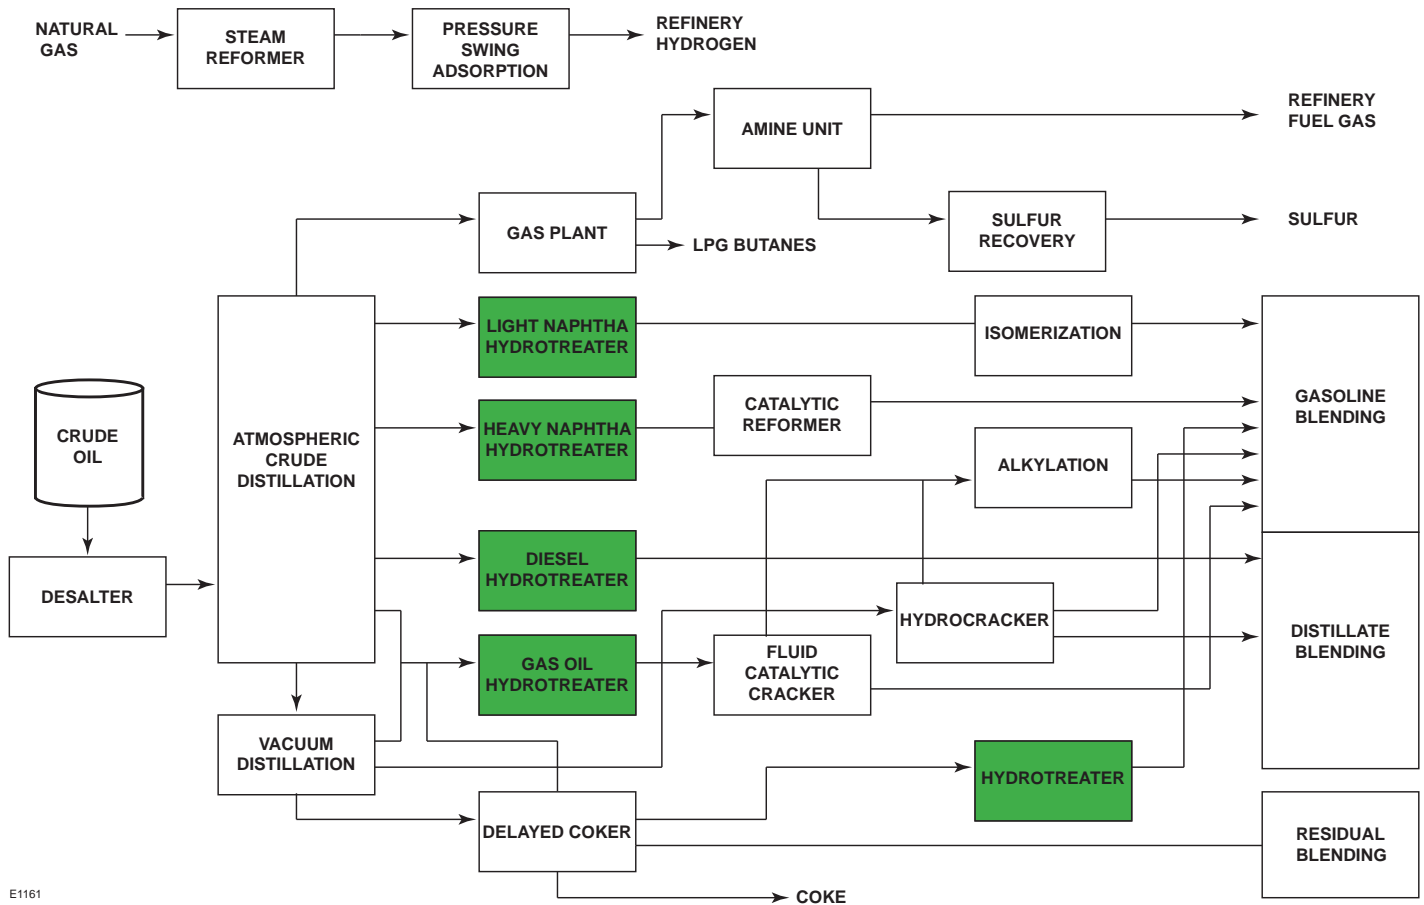 NATURAL
GAS
STEAM
REFORMER
PRESSURE
SWING
ADSORPTION
REFINERY
HYDROGEN
AMINE UNIT
REFINERY
FUEL GAS
GAS PLANT
LPG BUTANES
SULFUR
RECOVERY
SULFUR
CRUDE
OIL
DESALTER
ATMOSPHERIC
CRUDE
DISTILLATION
LIGHT NAPHTHA
HYDROTREATER
ISOMERIZATION
HEAVY NAPHTHA
HYDROTREATER
CATALYTIC
REFORMER
ALKYLATION
GASOLINE
BLENDING
DIESEL
HYDROTREATER
HYDROCRACKER
DISTILLATE
BLENDING
GAS OIL
HYDROTREATER
FLUID
CATALYTIC
CRACKER
VACUUM
DISTILLATION
HYDROTREATER
DELAYED COKER
RESIDUAL
BLENDING
COKE
E1161